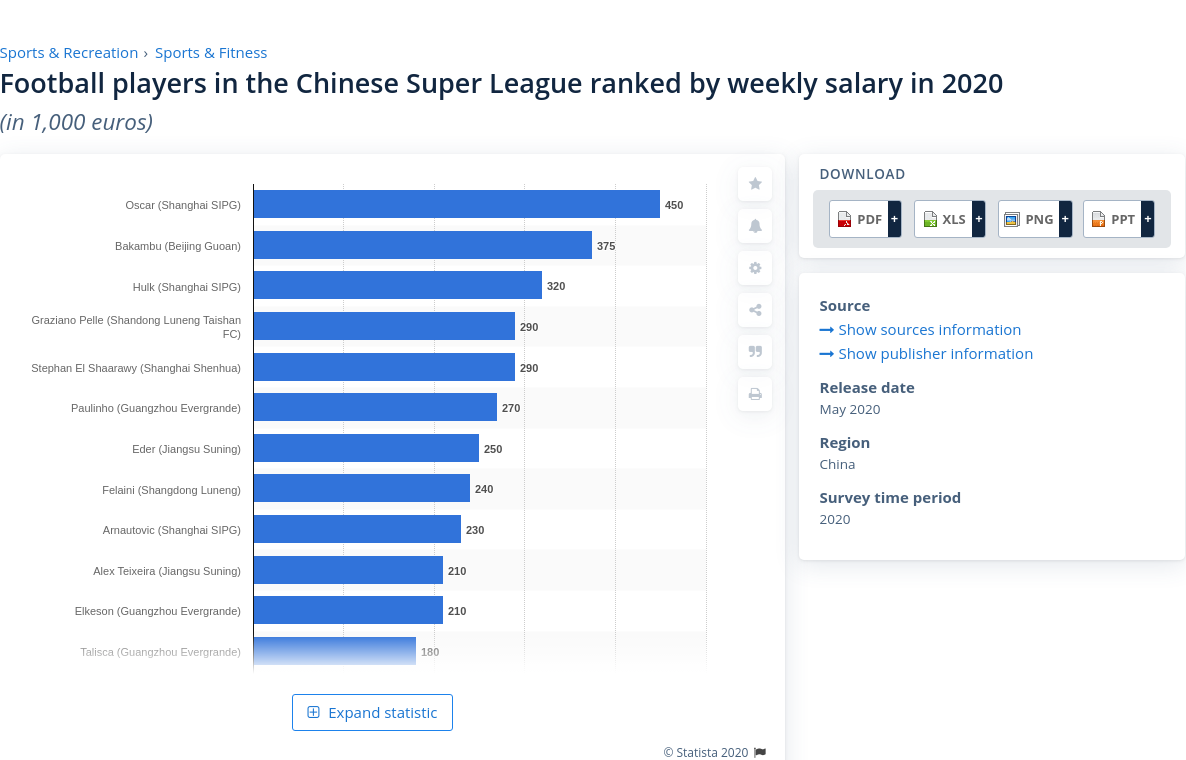 Sports & Recreation › Sports & Fitness
Football players in the Chinese Super League ranked by weekly salary in 2020
(in 1,000 euros)
Oscar (Shanghai SIPG) 450
Bakambu (Beijing Guoan) 375
Hulk (Shanghai SIPG) 320
Graziano Pelle (Shandong Luneng Taishan
FC) 290
Stephan El Shaarawy (Shanghai Shenhua) 290
Paulinho (Guangzhou Evergrande) 270
Eder (Jiangsu Suning) 250
Felaini (Shangdong Luneng) 240
Arnautovic (Shanghai SIPG) 230
Alex Teixeira (Jiangsu Suning) 210
Elkeson (Guangzhou Evergrande) 210
Talisca (Guangzhou Evergrande) 180
Expand statistic
© Statista 2020
DOWNLOAD
PDF + XLS + PNG + PPT +
Source
Show sources information
Show publisher information
Release date
May 2020
Region
China
Survey time period
2020